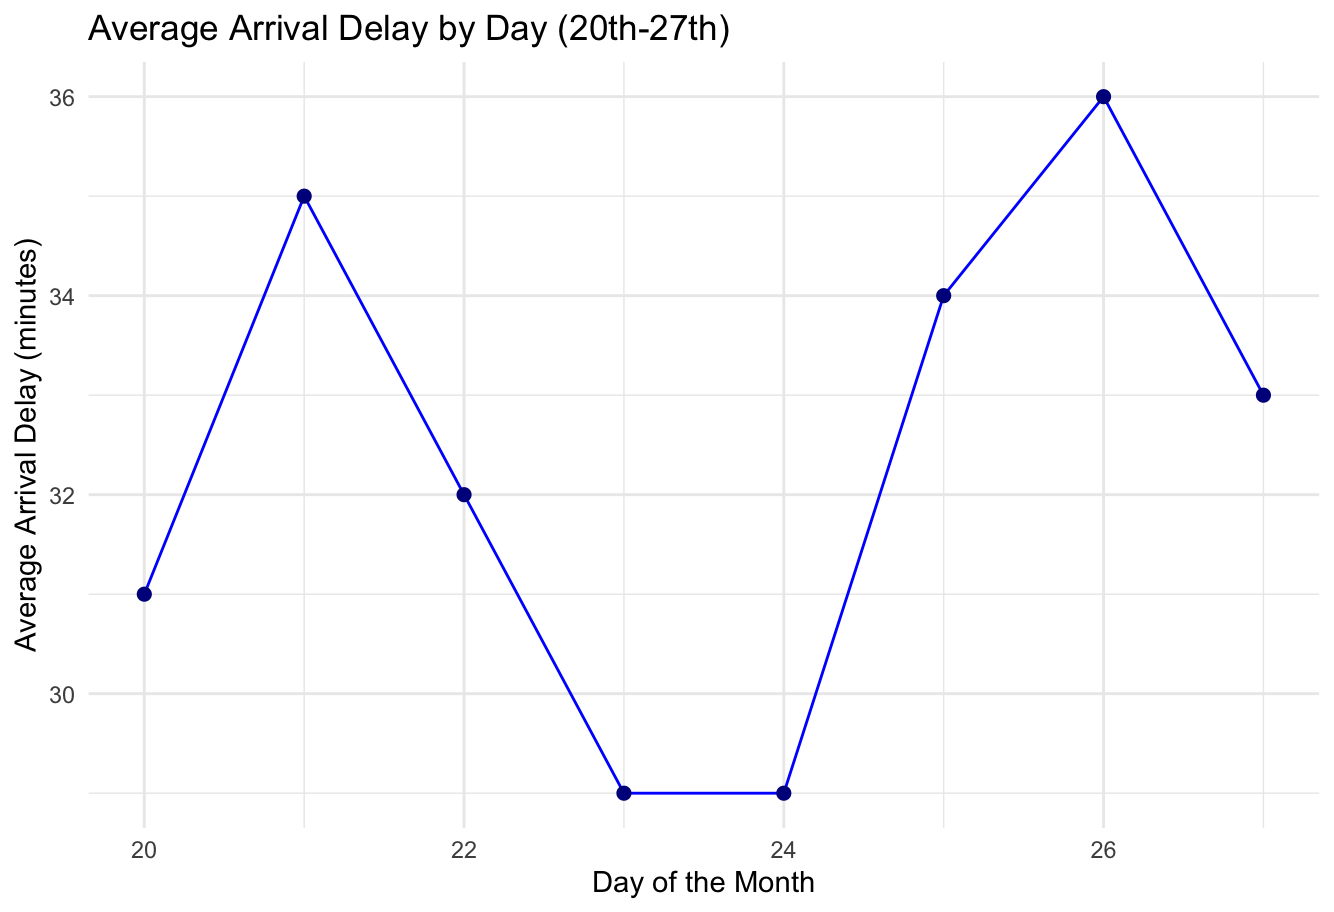 Average Arrival Delay by Day (20th-27th)
36
34
32
30
Average Arrival Delay (minutes)
20 22 24 26
Day of the Month